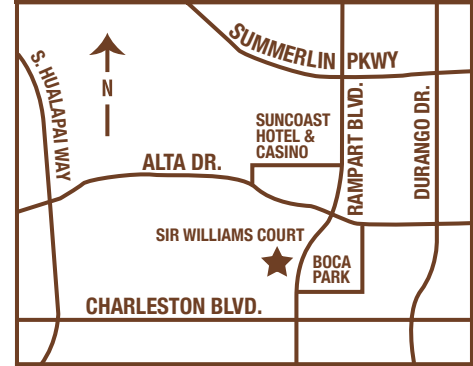 SUMMERLIN PKWY
S. HUALAPAI WAY
N
SUNCOAST
HOTEL &
CASINO
RAMPART BLVD.
DURANGO DR.
ALTA DR.
SIR WILLIAMS COURT
BOCA
PARK
CHARLESTON BLVD.